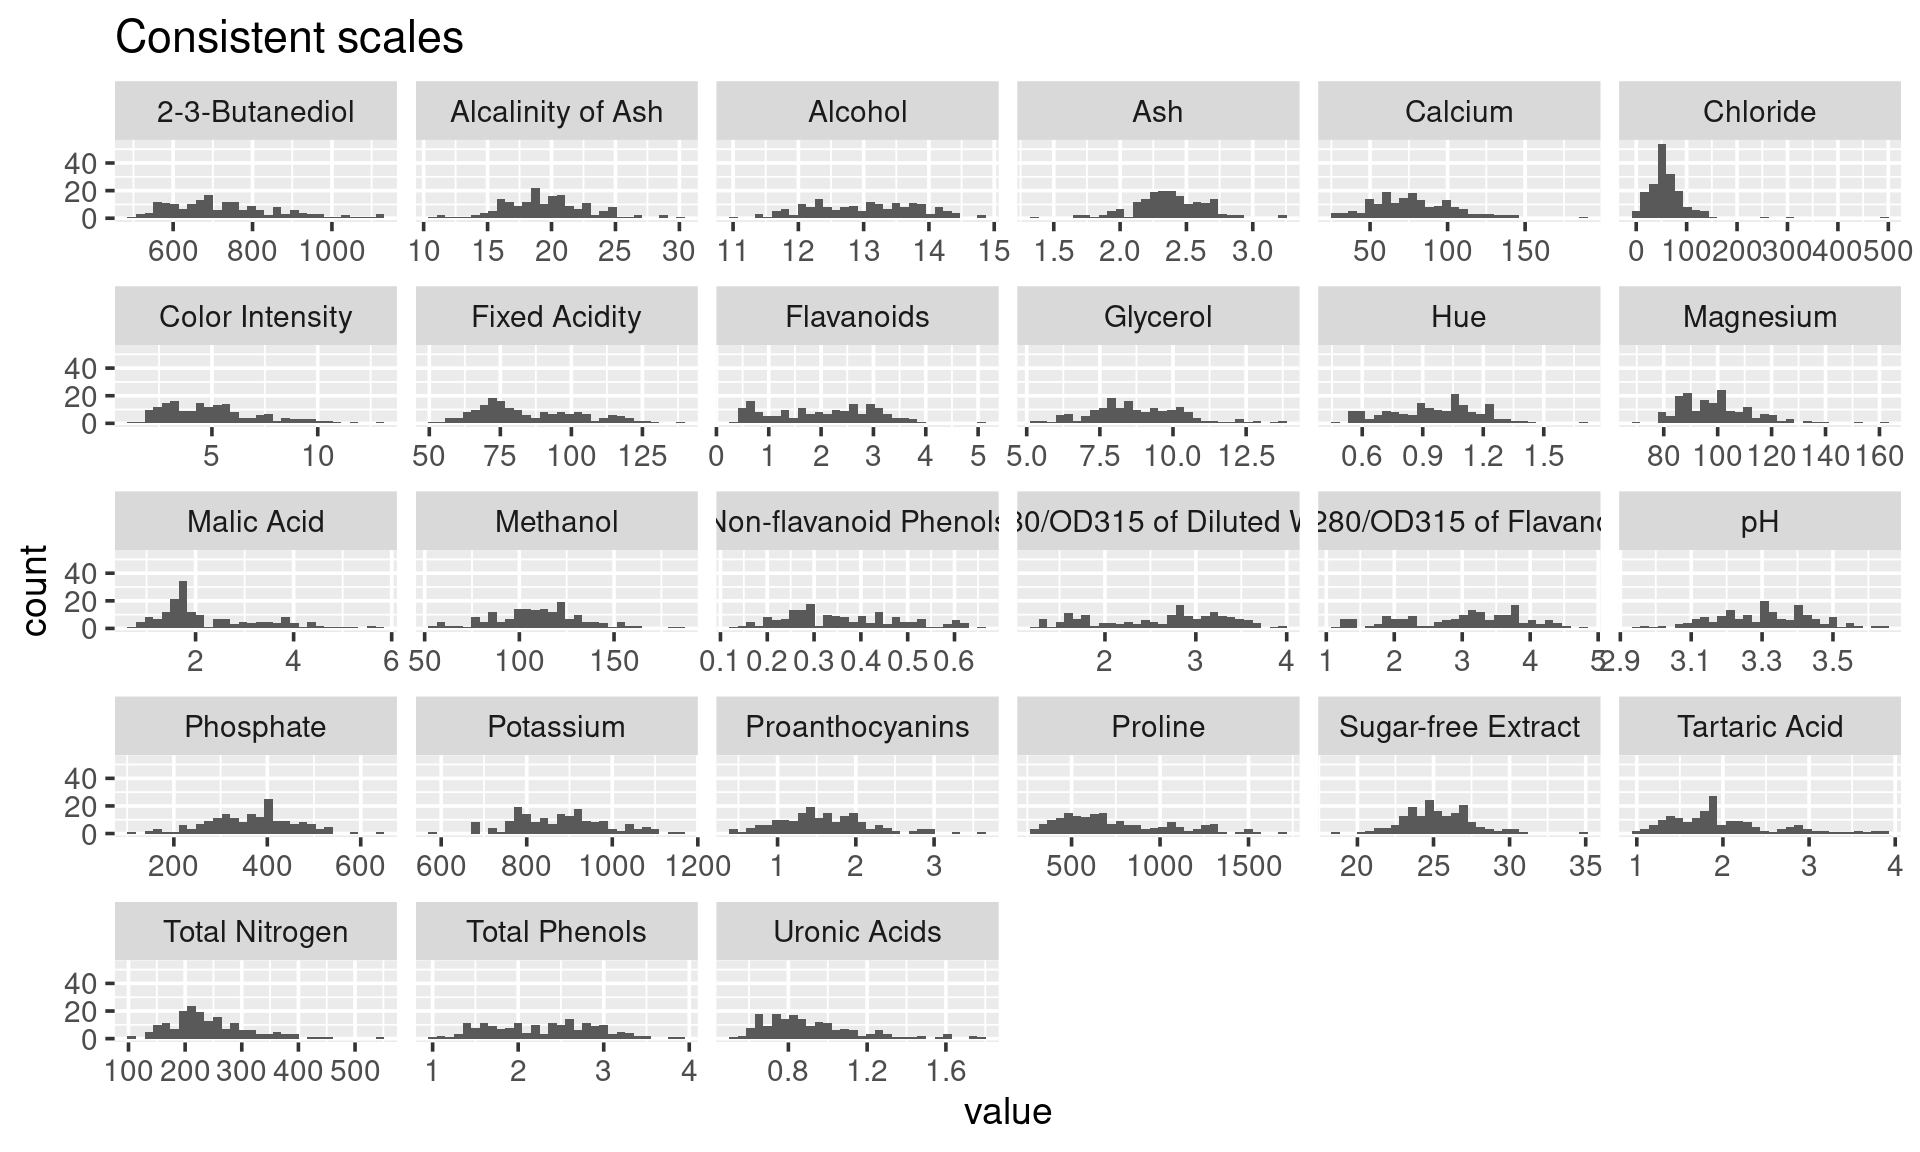 Consistent scales
2-3-Butanediol Alcalinity of Ash Alcohol Ash Calcium Chloride
40
20
0
600 800 1000 10 15 20 25 30 11 12 13 14 15 1.5 2.0 2.5 3.0 50 100 150 0 100 200 300 400 500
Color Intensity Fixed Acidity Flavanoids Glycerol Hue Magnesium
40
20
0
5 10 50 75 100 125 0 1 2 3 4 5 5.0 7.5 10.0 12.5 0.6 0.9 1.2 1.5 80 100 120 140 160
Malic Acid Methanol Non-flavanoid Phenols 80/OD315 of Diluted 280/OD315 of pH
40
20
0
2 4 6 50 100 150 0.1 0.2 0.3 0.4 0.5 0.6 2 3 4 1 2 3 4 5 2.9 3.1 3.3 3.5
count
Phosphate Potassium Proanthocyanins Proline Sugar-free Extract Tartaric Acid
40
20
0
200 400 600 600 800 1000 1200 1 2 3 500 1000 1500 20 25 30 35 1 2 3 4
Total Nitrogen Total Phenols Uronic Acids
40
20
0
100 200 300 400 500 1 2 3 4 0.8 1.2 1.6
value